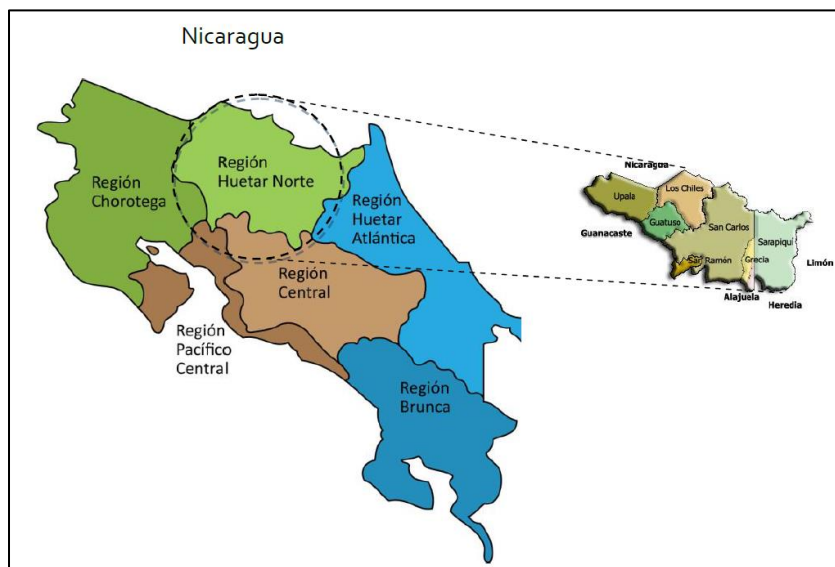 Nicaragua
Región
Chorotega
Región
Huetar Norte
Región
Huetar
Atlántica
Región
Central
Región
Pacífico
Central
Región
Brunca
Nicaragua
Los Chiles
Upala
Guatuso
San Carlos
Guanacaste
Sarapiquí
San Ramón
Grecia
Limón
Alajuela
Heredia